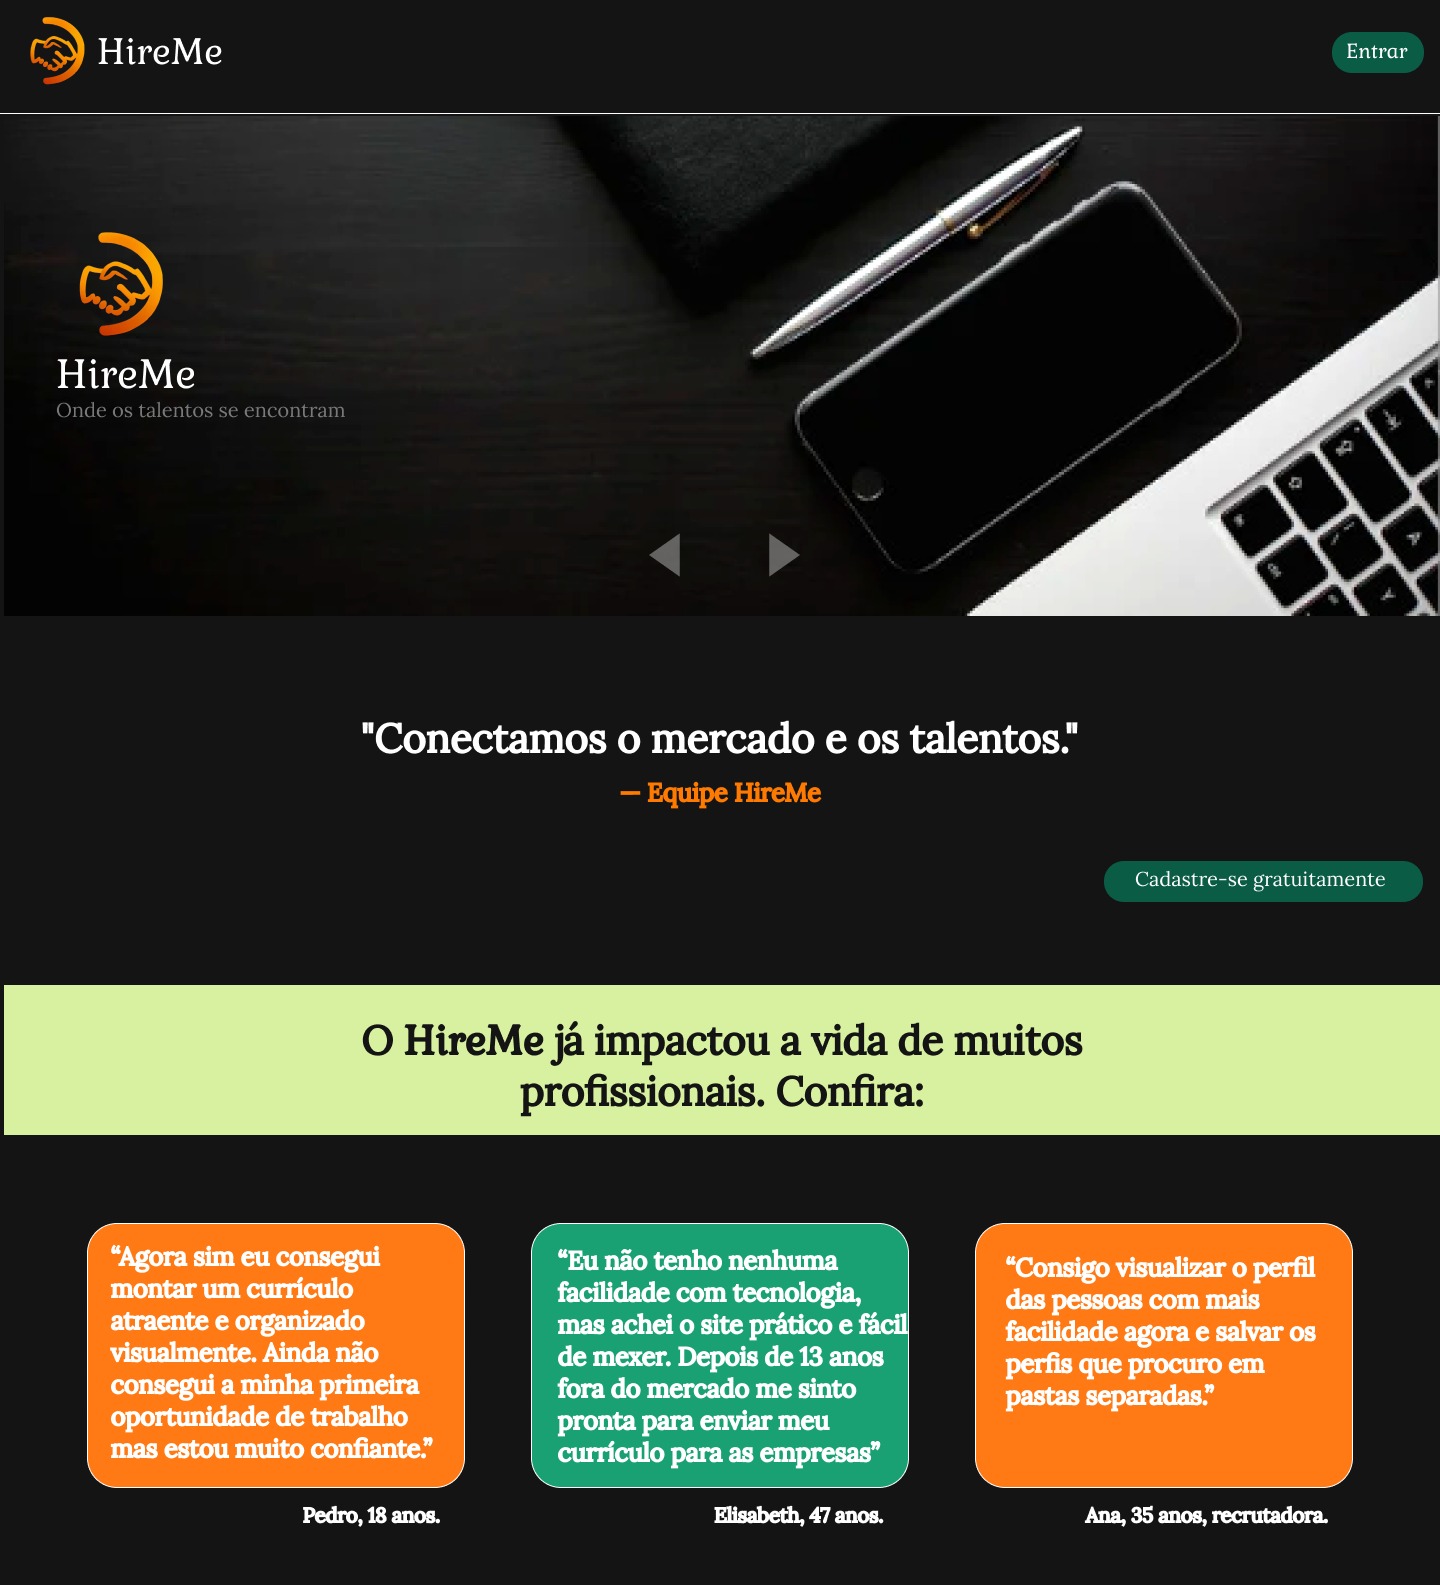 HireMe
Entrar
HireMe
Onde os talentos se encontram
"Conectamos o mercado e os talentos."
— Equipe HireMe
Cadastre-se gratuitamente
O HireMe já impactou a vida de muitos
profissionais. Confira:
“Agora sim eu consegui
montar um currículo
atraente e organizado
visualmente. Ainda não
consegui a minha primeira
oportunidade de trabalho
mas estou muito confiante.”
Pedro, 18 anos.
“Eu não tenho nenhuma
facilidade com tecnologia,
mas achei o site prático e fácil
de mexer. Depois de 13 anos
fora do mercado me sinto
pronta para enviar meu
currículo para as empresas”
Elisabeth, 47 anos.
“Consigo visualizar o perfil
das pessoas com mais
facilidade agora e salvar os
perfis que procuro em
pastas separadas.”
Ana, 35 anos, recrutadora.